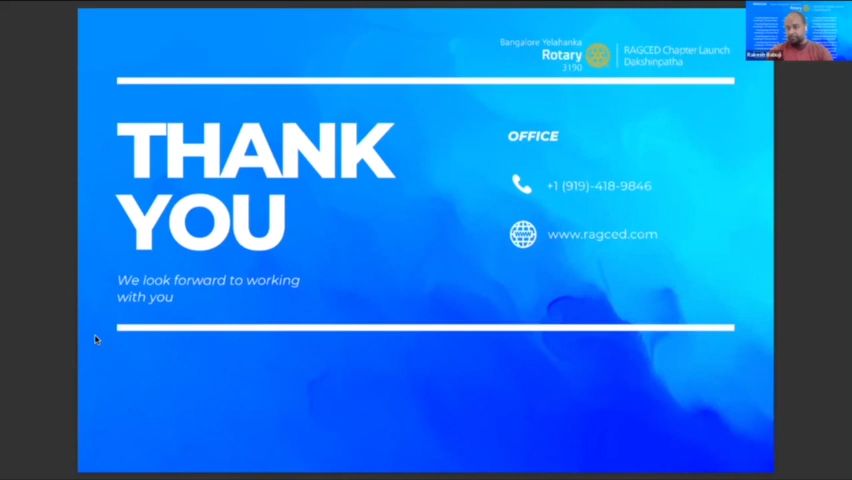 Bangalore Yelahanka
Rotary
3190
RAGCED Chapter Launch
Dakshinpatha
THANK
YOU
We look forward to working
with you
OFFICE
+1 (919)-418-9846
www.ragced.com
Rotary
Rakesh Babuji